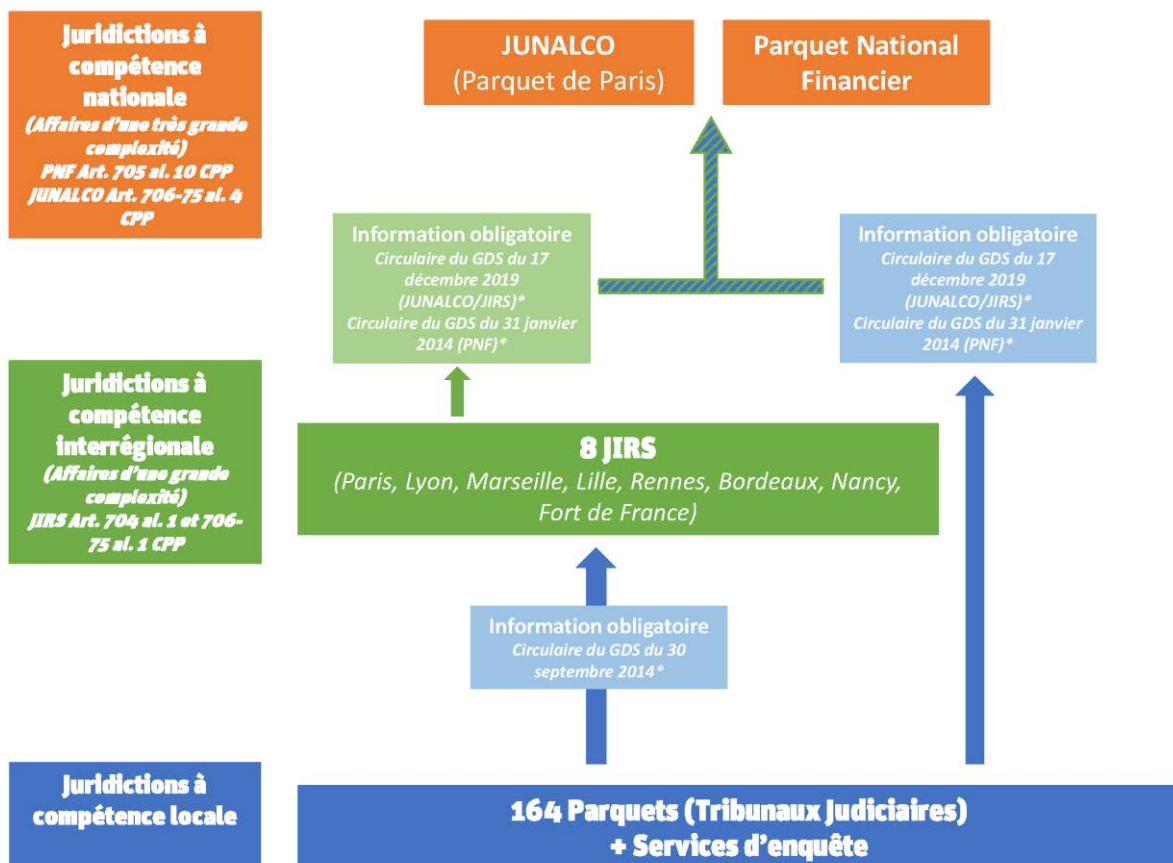 Juridictions à
compétence
nationale
(Affaires d'une très grande
complexité)
PNF Art. 705 al. 10 CPP
JUNALCO Art. 706-75 al. 4
CPP
JUNALCO
(Parquet de Paris)
Parquet National
Financier
Information obligatoire
Circulaire du GDS du 17
décembre 2019
(JUNALCO/JIRS)*
Circulaire du GDS du 31 janvier
2014 (PNF)*
Information obligatoire
Circulaire du GDS du 17
décembre 2019
(JUNALCO/JIRS)*
Circulaire du GDS du 31 janvier
2014 (PNF)*
Juridictions à
compétence
interrégionale
(Affaires d'une grande
complexité)
JIRS Art. 704 al. 1 et 706-
75 al. 1 CPP
8 JIRS
(Paris, Lyon, Marseille, Lille, Rennes, Bordeaux, Nancy,
Fort de France)
Information obligatoire
Circulaire du GDS du 30
septembre 2014*
Juridictions à
compétence locale
164 Parquets (Tribunaux Judiciaires)
+ Services d'enquête